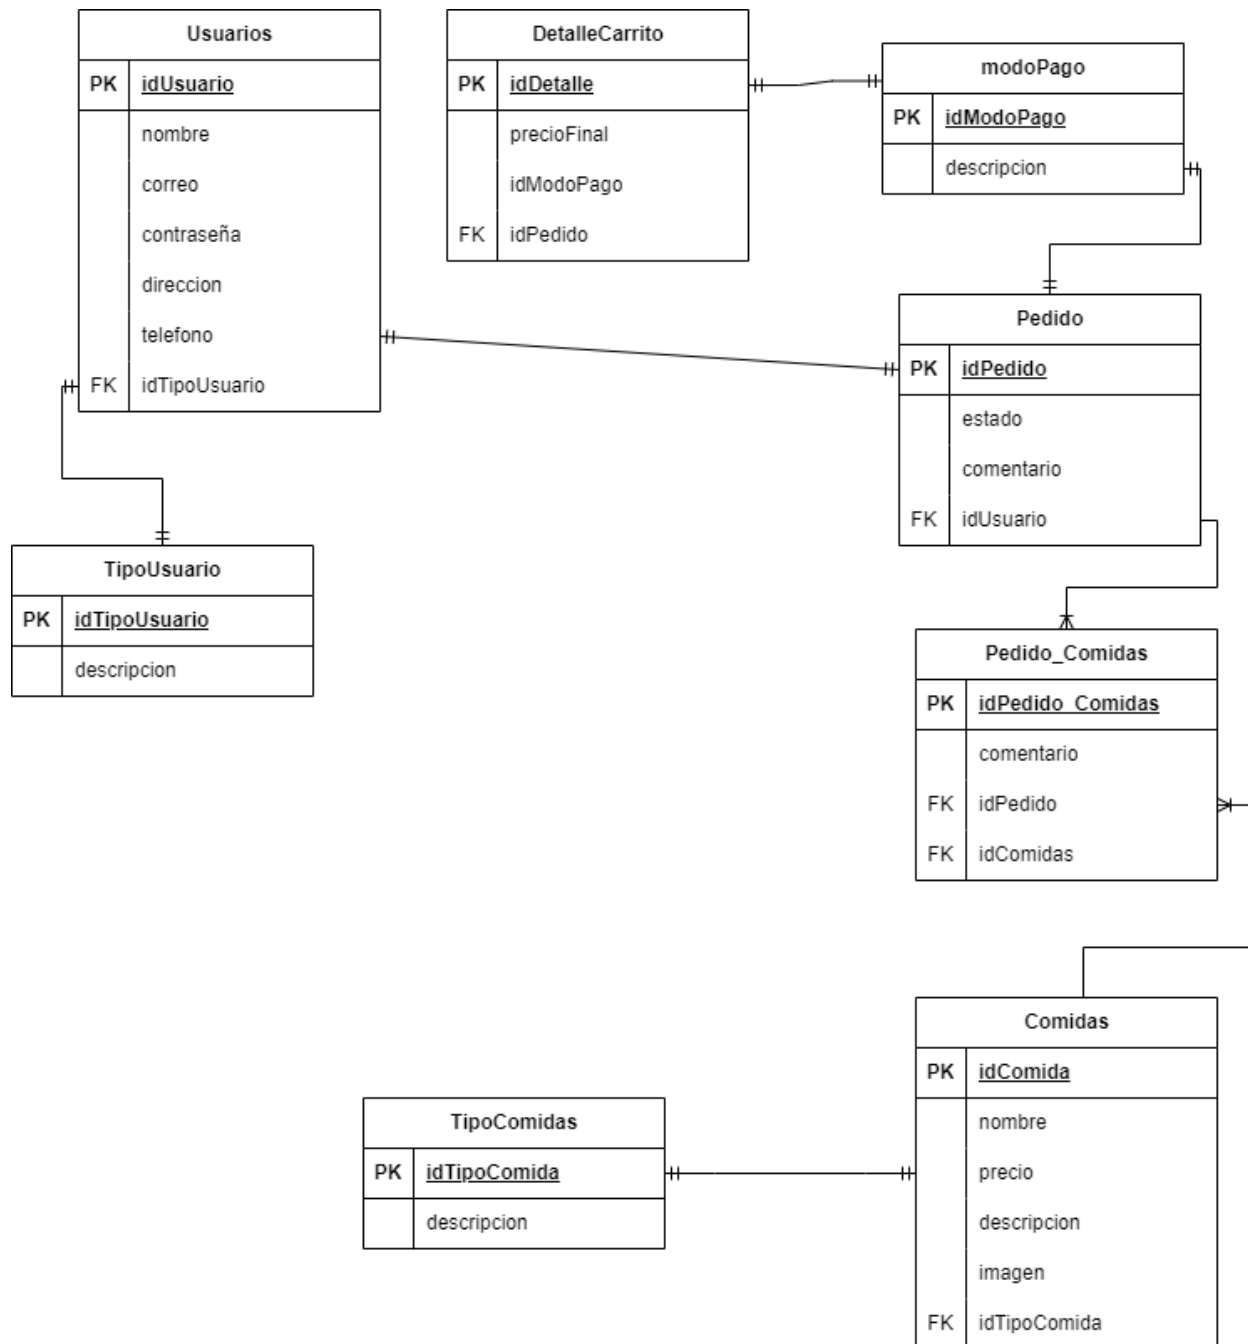 Usuarios
PK idUsuario
nombre
correo
contraseña
direccion
telefono
FK idTipoUsuario
DetalleCarrito
PK idDetalle
precioFinal
idModoPago
FK idPedido
modoPago
PK idModoPago
descripcion
Pedido
PK idPedido
estado
comentario
FK idUsuario
TipoUsuario
PK idTipoUsuario
descripcion
Pedido_Comidas
PK idPedido_Comidas
comentario
FK idPedido
FK idComidas
Comidas
PK idComida
nombre
precio
descripcion
imagen
FK idTipoComida
TipoComidas
PK idTipoComida
descripcion